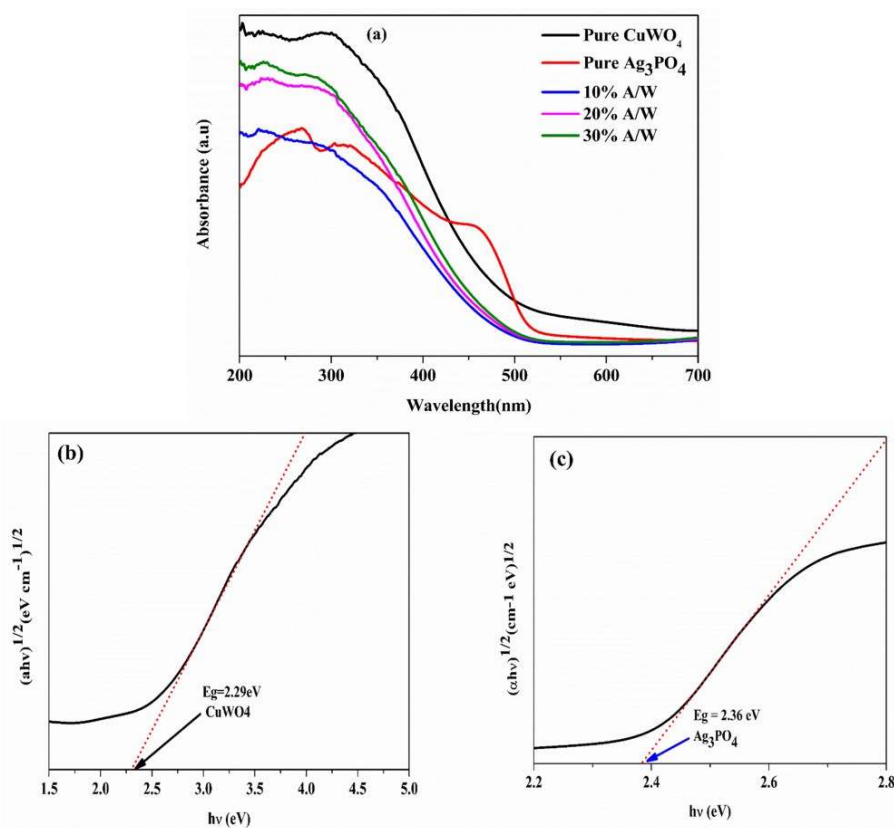 (a)
Pure CuWO4
Pure Ag3PO4
10% A/W
20% A/W
30% A/W
Absorbance (a.u)
200 300 400 500 600 700
Wavelength(nm)
(b)
(ahν)1/2(eV cm-1)1/2
Eg=2.29eV
CuWO4
1.5 2.0 2.5 3.0 3.5 4.0 4.5 5.0
hν (eV)
(c)
(αhν)1/2(cm-1 eV)1/2
Eg = 2.36 eV
Ag3PO4
2.2 2.4 2.6 2.8
hν (eV)